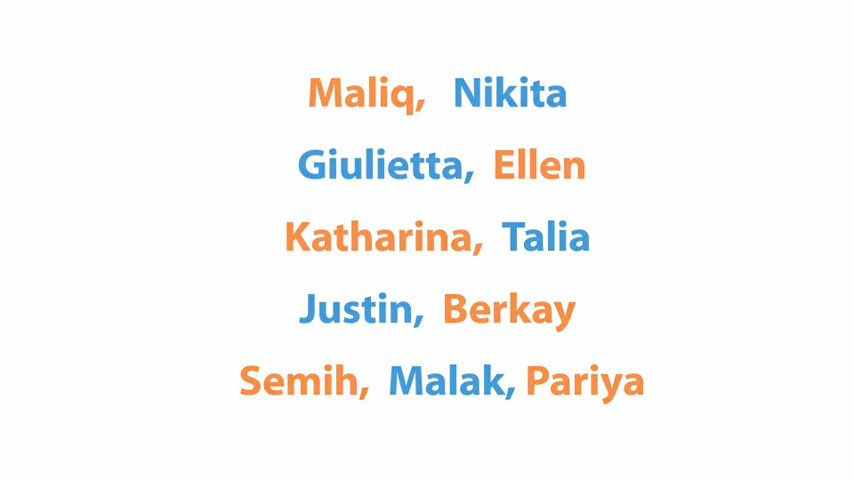 Maliq, Nikita
Giulietta, Ellen
Katharina, Talia
Justin, Berkay
Semih, Malak, Pariya